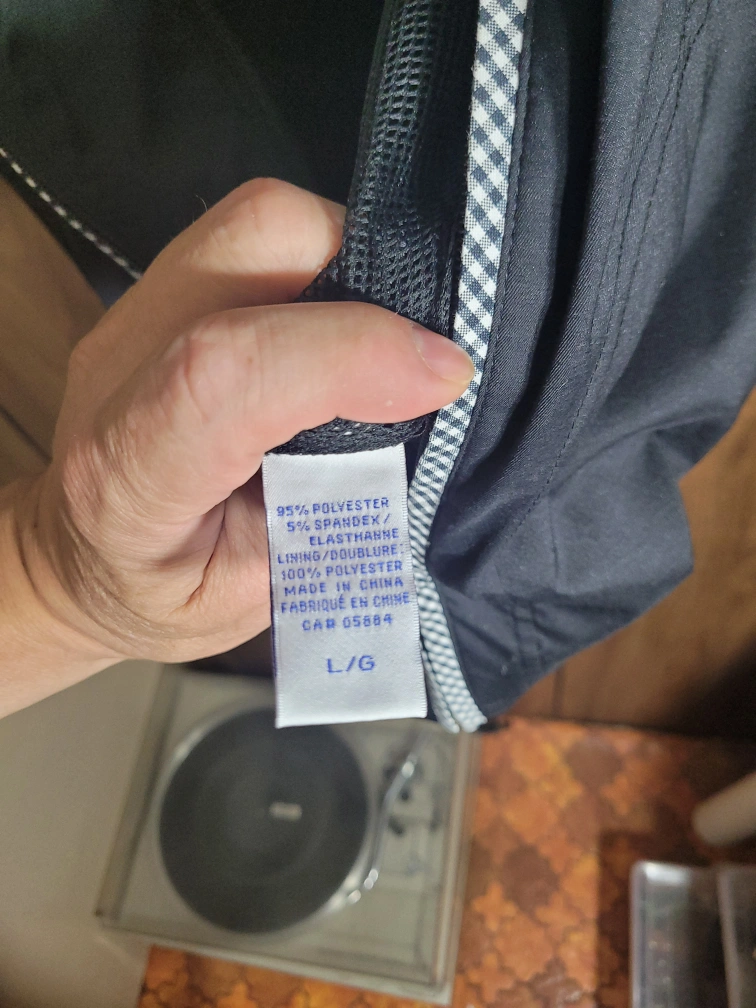 95% POLYESTER
5% SPANDEX/
ELASTHANNE
LINING/DOUBLURE:
100% POLYESTER
MADE IN CHINA
FABRIQUÉ EN CHINE
CA# 05884
L/G